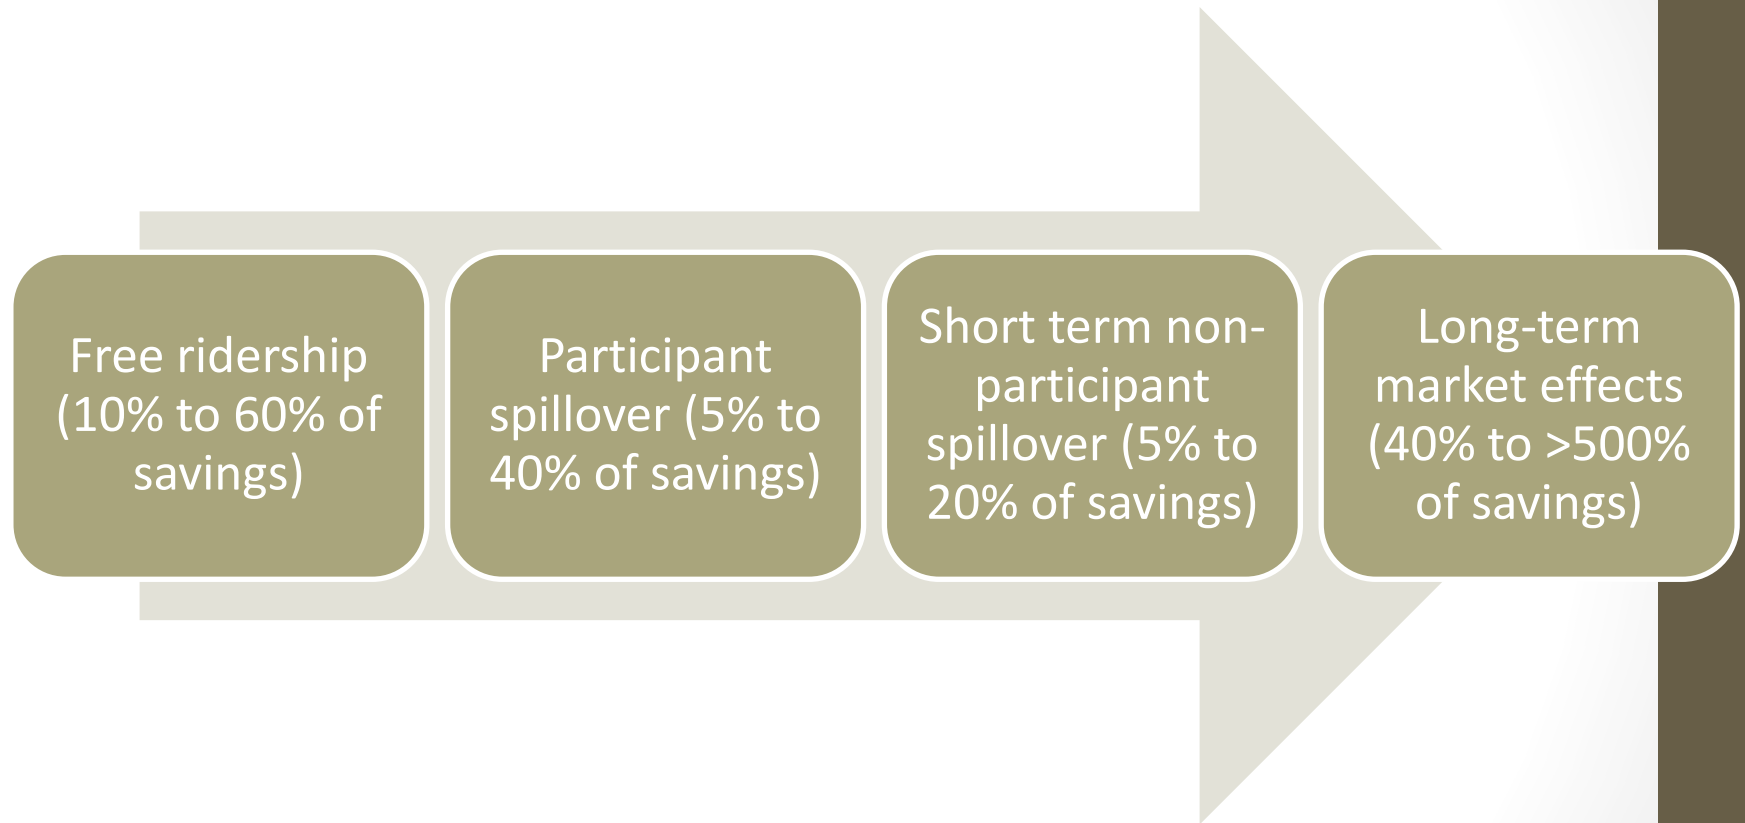 Free ridership
(10% to 60% of
savings)
Participant
spillover (5% to
40% of savings)
Short term non-
participant
spillover (5% to
20% of savings)
Long-term
market effects
(40% to >500%
of savings)